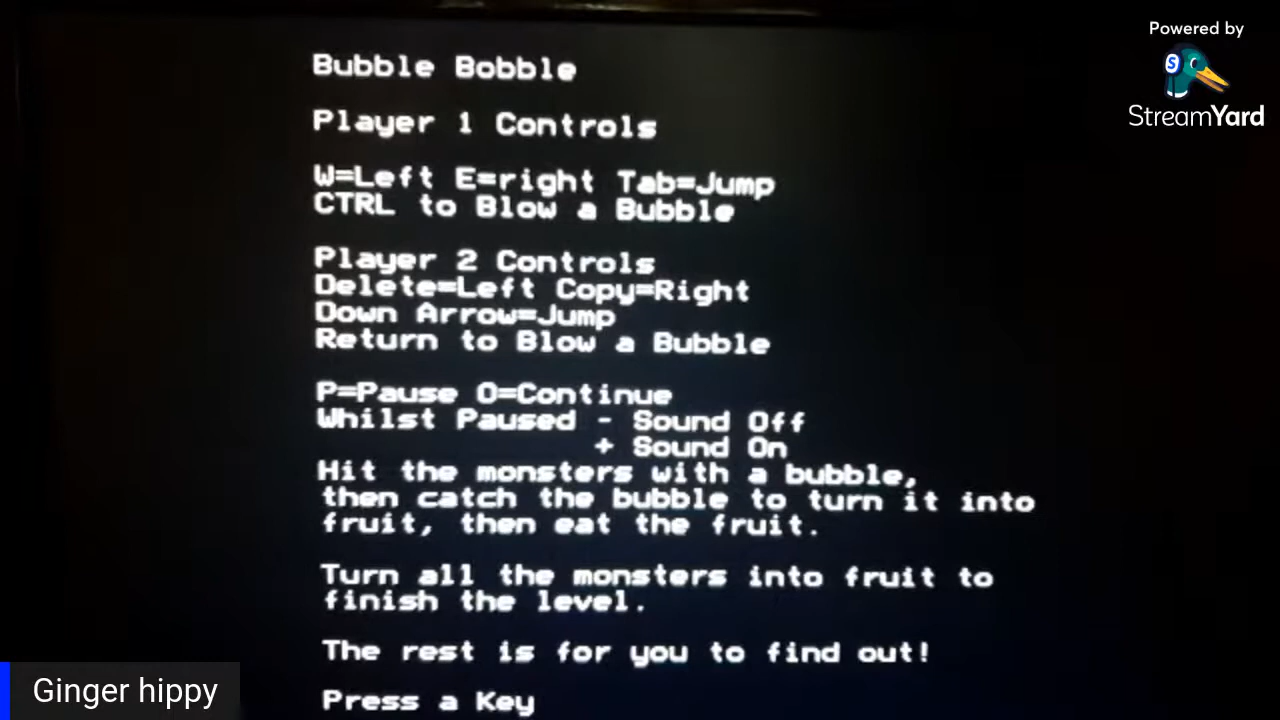 Powered by
StreamYard
Bubble Bobble
Player 1 Controls
W=Left E=right Tab=Jump
CTRL to Blow a Bubble
Player 2 Controls
Delete=Left Copy=Right
Down Arrow=Jump
Return to Blow a Bubble
P=Pause O=Continue
Whilst Paused - Sound Off
+ Sound On
Hit the monsters with a bubble,
then catch the bubble to turn it into
fruit, then eat the fruit.
Turn all the monsters into fruit to
finish the level.
The rest is for you to find out!
Press a Key
Ginger hippy